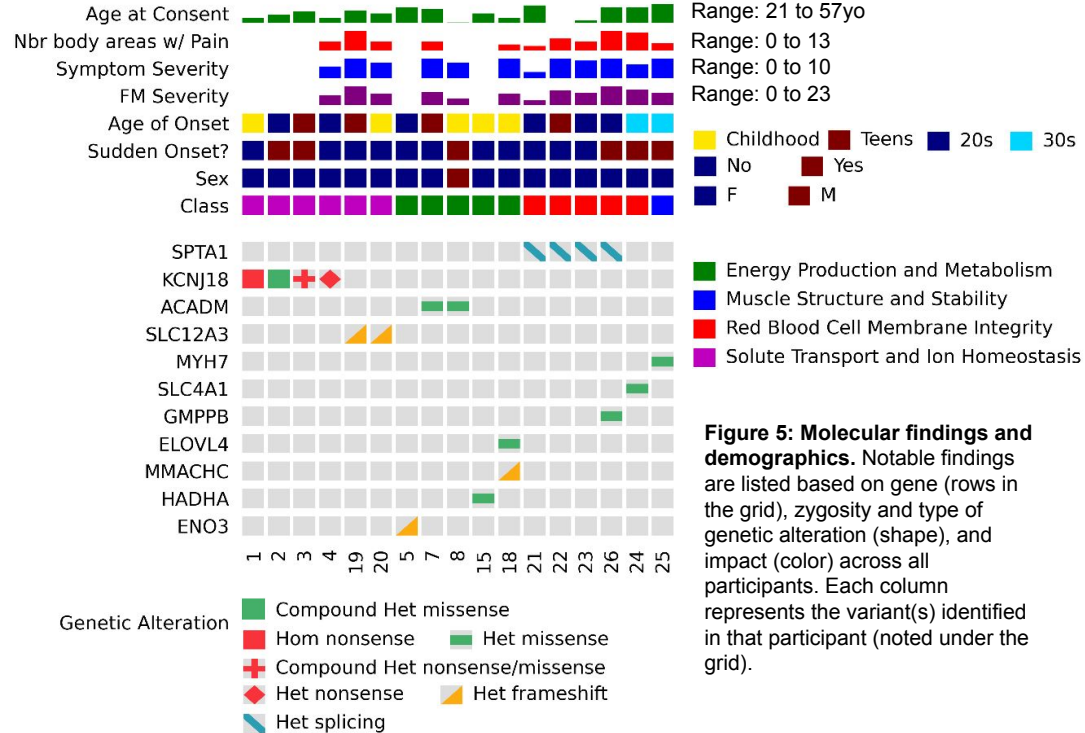 Age at Consent
Range: 21 to 57yo
Nbr body areas w/ Pain
Range: 0 to 13
Symptom Severity
Range: 0 to 10
FM Severity
Range: 0 to 23
Age of Onset
Childhood Teens 20s 30s
Sudden Onset?
No Yes
Sex
F M
Class
Energy Production and Metabolism
Muscle Structure and Stability
Red Blood Cell Membrane Integrity
Solute Transport and Ion Homeostasis
SPTA1
KCNJ18
ACADM
SLC12A3
MYH7
SLC4A1
GMPPB
ELOVL4
MMACHC
HADHA
ENO3
1 2 3 4 19 20 5 7 8 15 18 21 22 23 26 24 25
Genetic Alteration
Compound Het missense
Hom nonsense Het missense
Compound Het nonsense/missense
Het nonsense Het frameshift
Het splicing
Figure 5: Molecular findings and
demographics. Notable findings
are listed based on gene (rows in
the grid), zygosity and type of
genetic alteration (shape), and
impact (color) across all
participants. Each column
represents the variant(s) identified
in that participant (noted under the
grid).